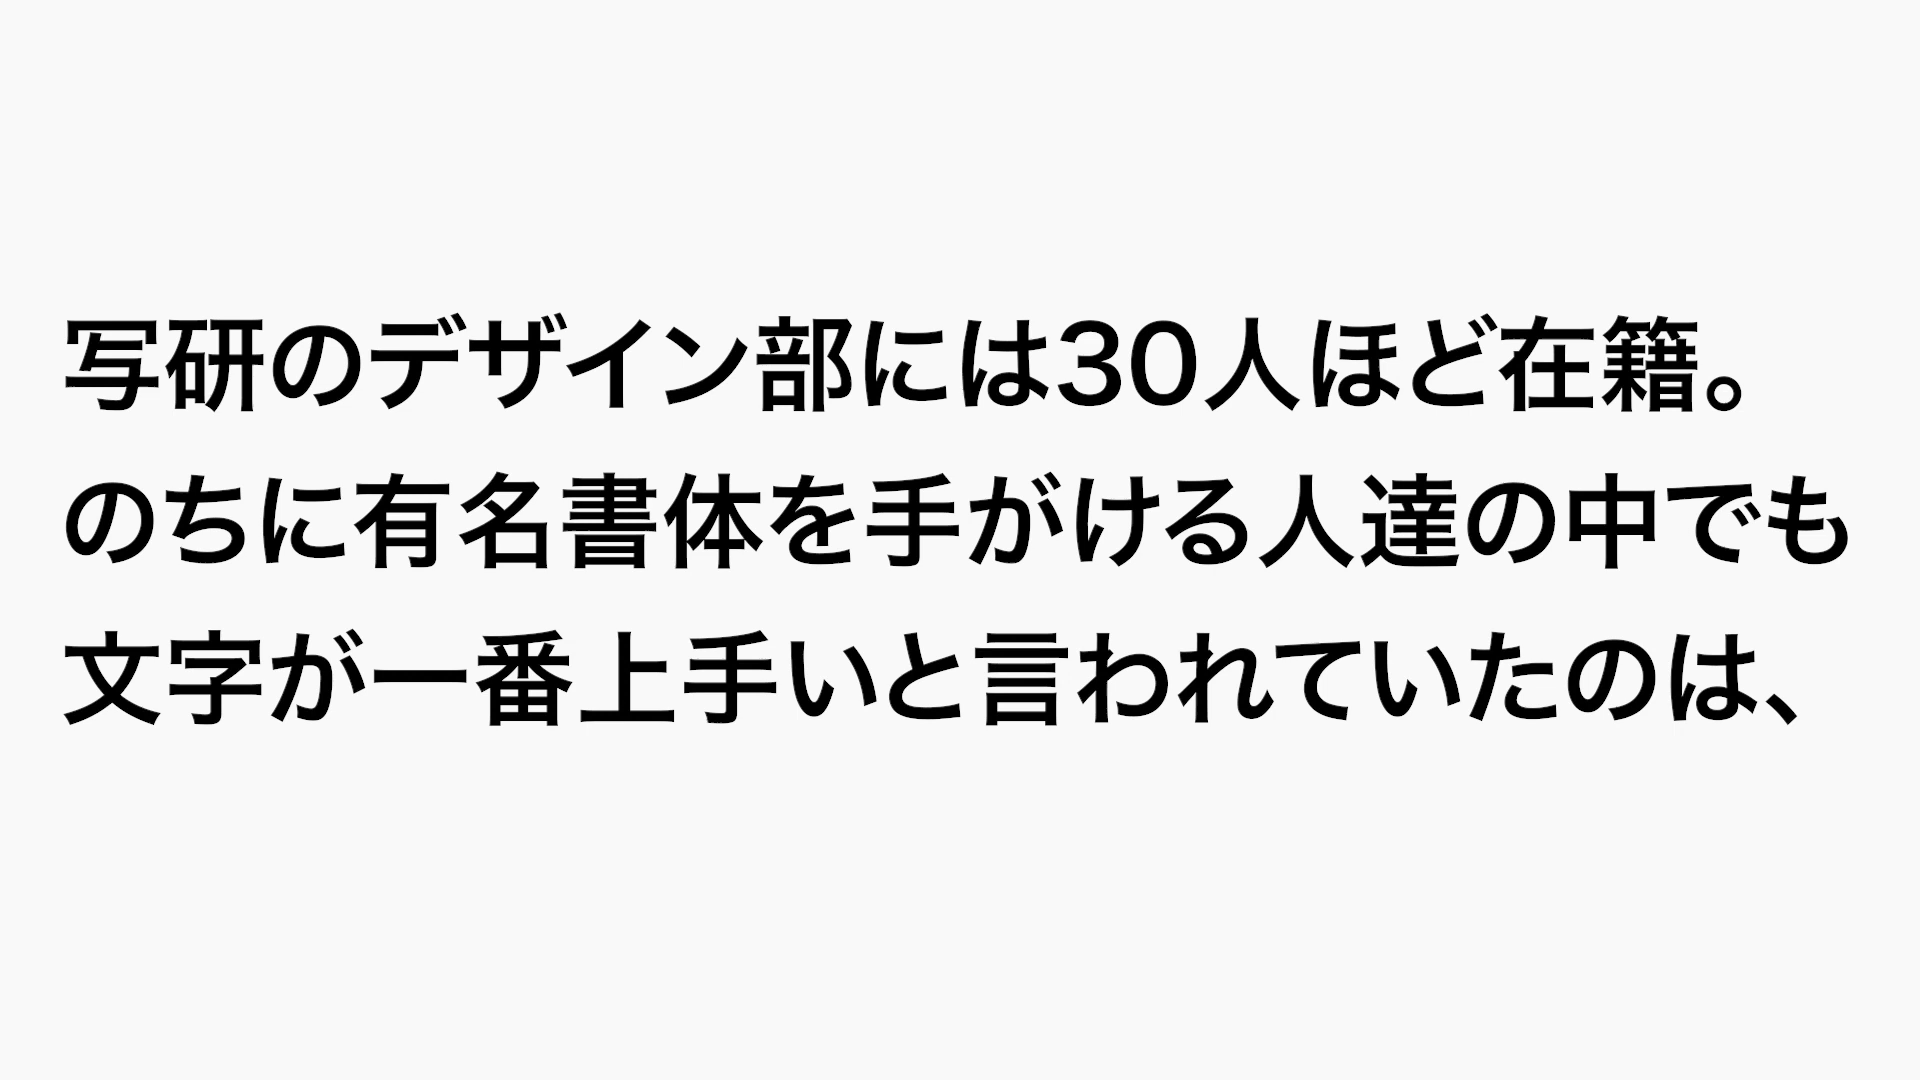 写研のデザイン部には30人ほど在籍。
のちに有名書体を手がける人達の中でも
文字が一番上手いと言われていたのは、